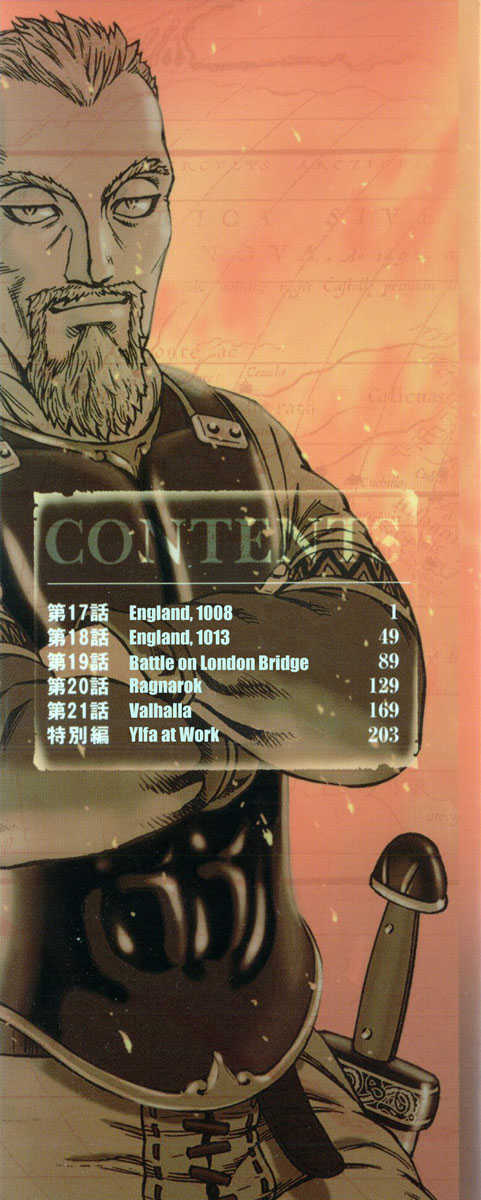 CONTENTS
第17話 England, 1008 1
第18話 England, 1013 49
第19話 Battle on London Bridge 89
第20話 Ragnarok 129
第21話 Valhalla 169
特別編 Ylfa at Work 203